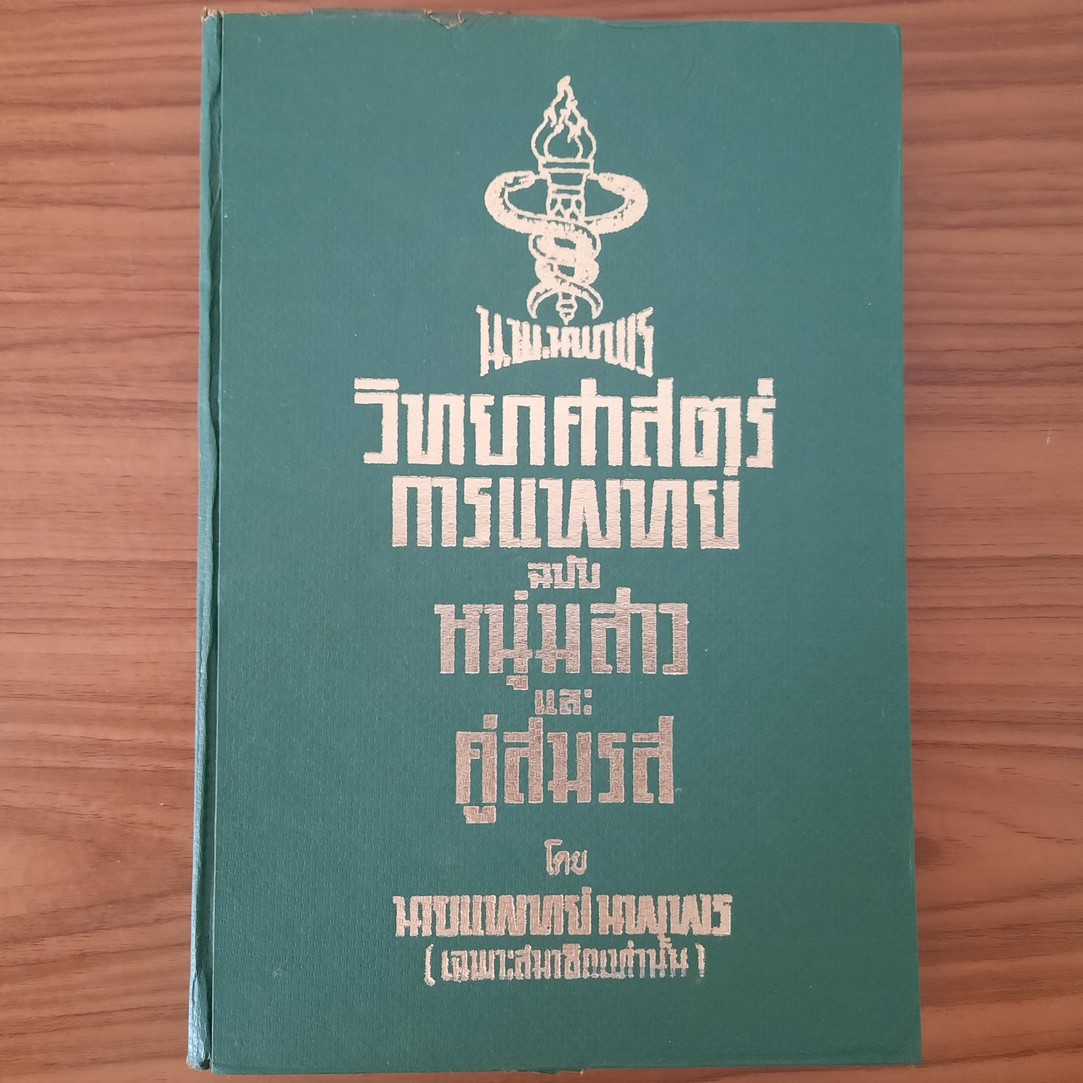 น.พ.นพพร
วิทยาศาสตร์
การแพทย์
ฉบับ
หนุ่มสาว
และ
คู่สมรส
โดย
นายแพทย์ นพพร
(เฉพาะสมาชิกเท่านั้น)